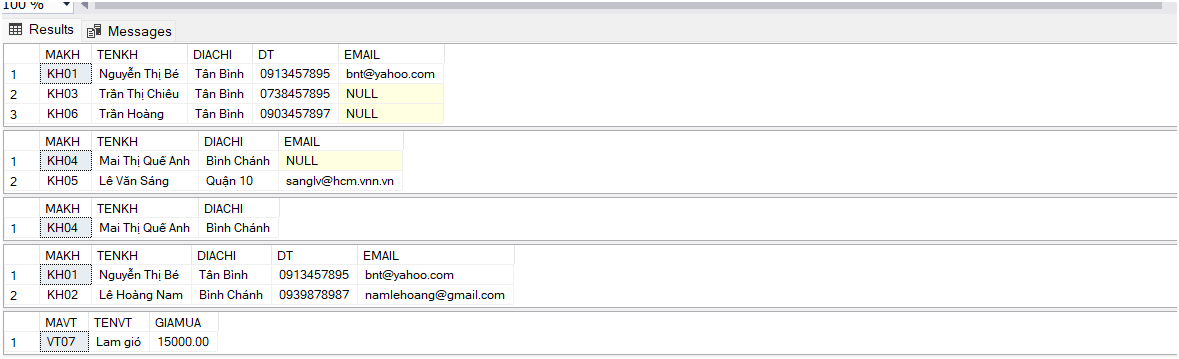 100 %
Results Messages
MAKH TENKH DIACHI DT EMAIL
1 KH01 Nguyễn Thị Bé Tân Bình 0913457895 bnt@yahoo.com
2 KH03 Trần Thị Chiêu Tân Bình 0738457895 NULL
3 KH06 Trần Hoàng Tân Bình 0903457897 NULL
MAKH TENKH DIACHI EMAIL
1 KH04 Mai Thị Quế Anh Bình Chánh NULL
2 KH05 Lê Văn Sáng Quận 10 sanglv@hcm.vnn.vn
MAKH TENKH DIACHI
1 KH04 Mai Thị Quế Anh Bình Chánh
MAKH TENKH DIACHI DT EMAIL
1 KH01 Nguyễn Thị Bé Tân Bình 0913457895 bnt@yahoo.com
2 KH02 Lê Hoàng Nam Bình Chánh 0939878987 namlehoang@gmail.com
MAVT TENVT GIAMUA
1 VT07 Lam gió 15000.00